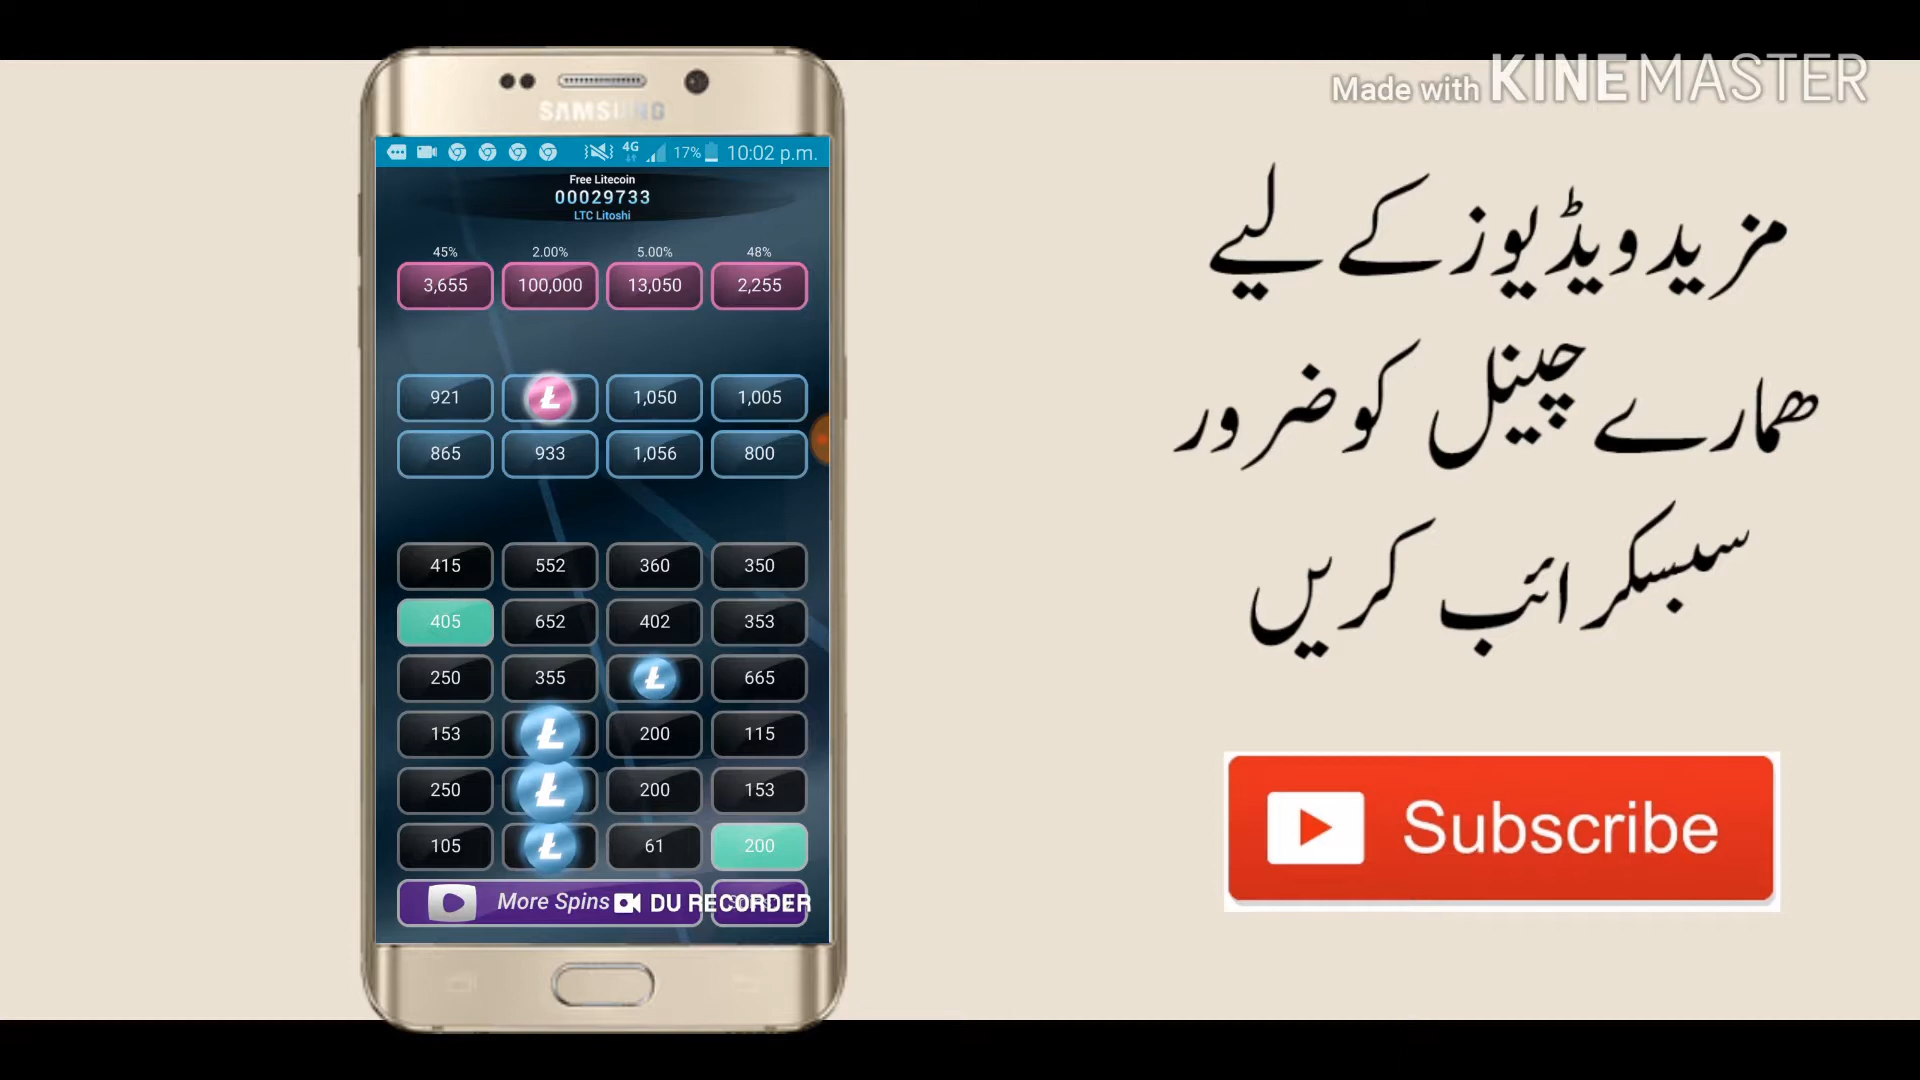 Made with KINEMASTER
SAMSUNG
4G 17% 10:02 p.m.
Free Litecoin
00029733
LTC Litoshi
45% 2.00% 5.00% 48%
3,655 100,000 13,050 2,255
921 1,050 1,005
865 933 1,056 800
415 552 360 350
405 652 402 353
250 355 665
153 200 115
250 200 153
105 61 200
More Spins DU RECORDER
مزید ویڈیوز کے لیے
ھمارے چینل کو ضرور
سبسکرائب کریں
Subscribe